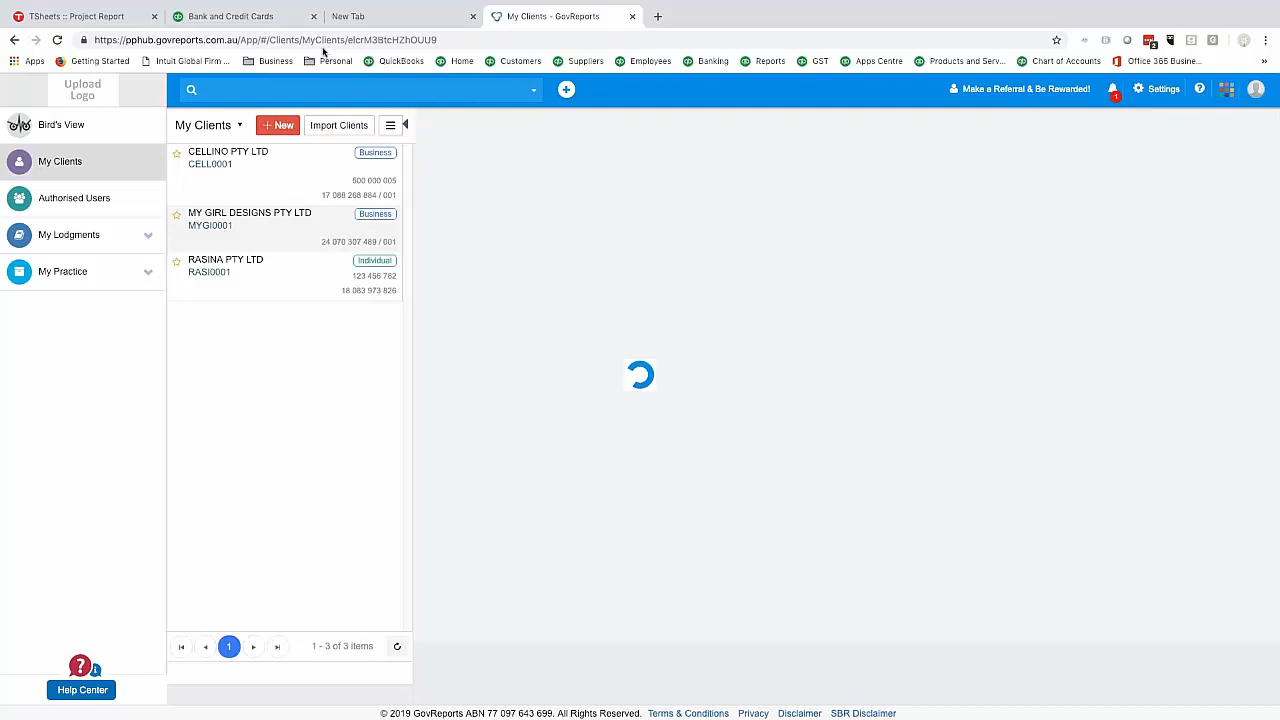 TSheets :: Project Report
Bank and Credit Cards
New Tab
My Clients - GovReports
https://pphub.govreports.com.au/App/#/Clients/MyClients/elcrM3BtcHZhOUU9
Apps
Getting Started
Intuit Global Firm ...
Business
Personal
QuickBooks
Home
Customers
Suppliers
Employees
Banking
Reports
GST
Apps Centre
Products and Serv...
Chart of Accounts
Office 365 Busine...
»
Upload
Logo
Make a Referral & Be Rewarded!
1
Settings
Bird's View
My Clients
Authorised Users
My Lodgments
My Practice
My Clients
+ New
Import Clients
CELLINO PTY LTD
Business
CELL0001
500 000 005
17 088 268 884 / 001
MY GIRL DESIGNS PTY LTD
Business
MYGI0001
24 070 307 489 / 001
RASINA PTY LTD
Individual
RASI0001
123 456 782
18 083 973 826
1
1 - 3 of 3 items
Help Center
© 2019 GovReports ABN 77 097 643 699. All Rights Reserved.
Terms & Conditions
Privacy
Disclaimer
SBR Disclaimer